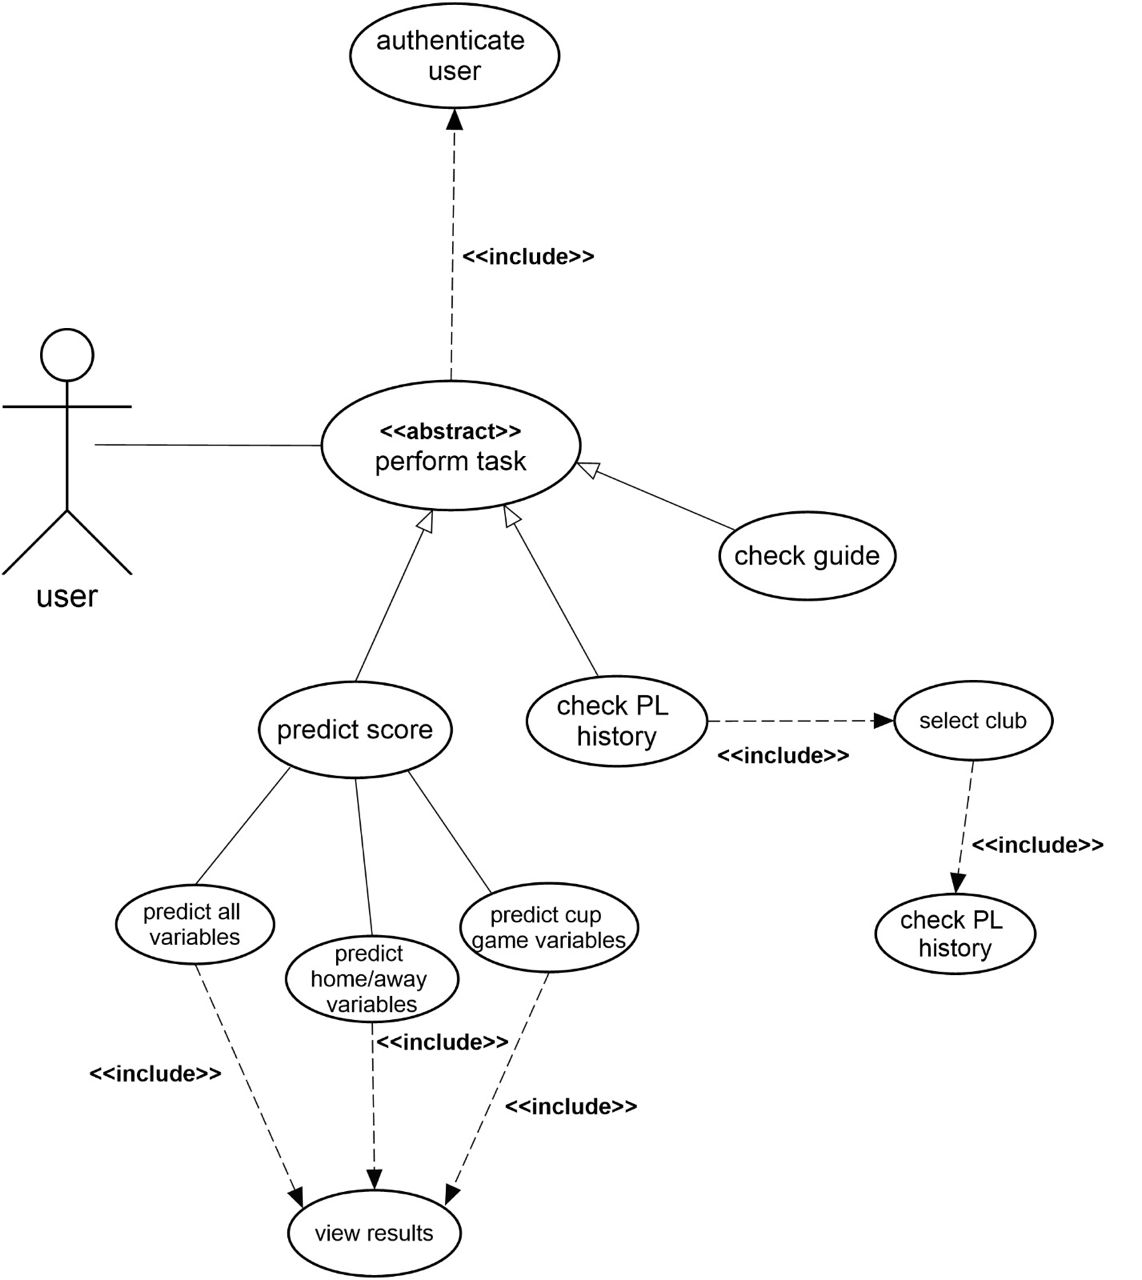 authenticate
user
<<include>>
<<abstract>>
perform task
user
check guide
predict score
check PL
history
<<include>>
select club
<<include>>
check PL
history
predict all
variables
predict
home/away
variables
predict cup
game variables
<<include>>
<<include>>
<<include>>
view results